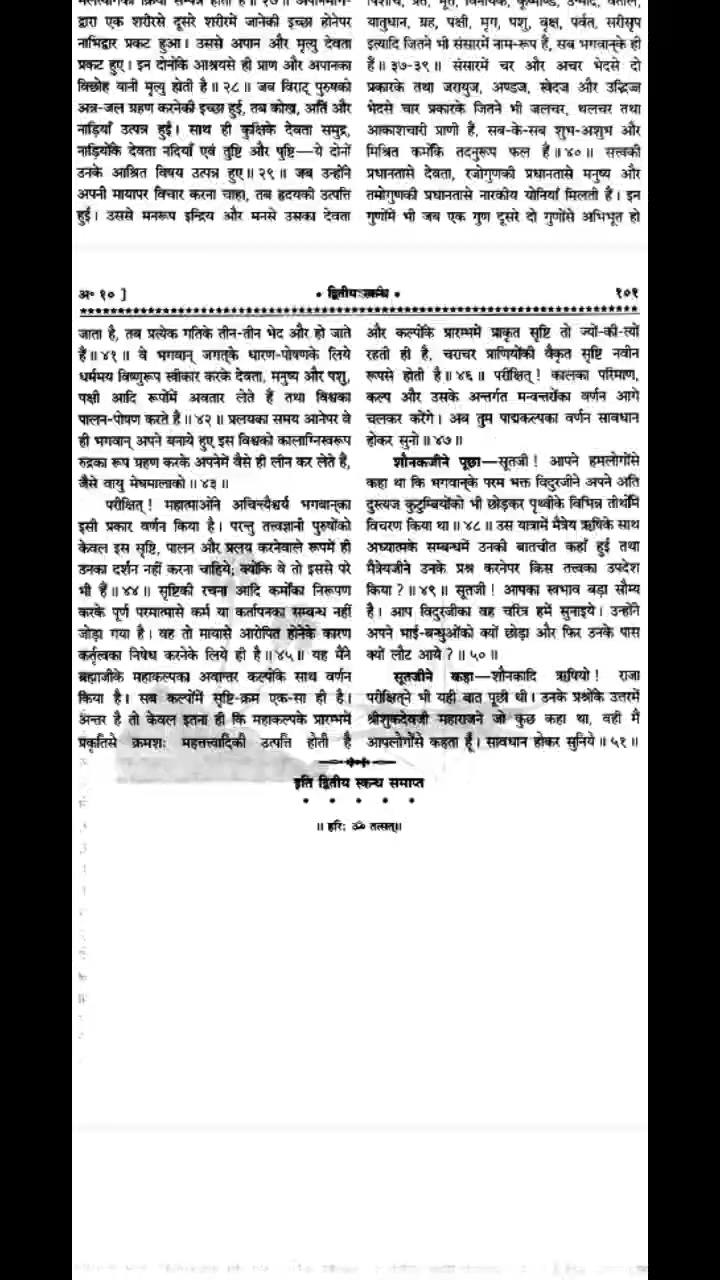 द्वारा एक शरीरसे दूसरे शरीरमें जानेकी इच्छा होनेपर
नाभिद्वार प्रकट हुआ। उससे अपान और मृत्यु देवता
प्रकट हुए। इन दोनोंके आश्रयसे ही प्राण और अपानका
बिछोह यानी मृत्यु होती है॥ २८॥ जब विराट् पुरुषको
अन्न-जल ग्रहण करनेकी इच्छा हुई, तब कोख, आँतें और
नाड़ियाँ उत्पन्न हुईं। साथ ही कुक्षिके देवता समुद्र,
नाड़ियोंके देवता नदियाँ एवं तुष्टि और पुष्टि—ये दोनों
उनके आश्रित विषय उत्पन्न हुए॥ २९॥ जब उन्होंने
अपनी मायापर विचार करना चाहा, तब हृदयकी उत्पत्ति
हुई। उससे मनरूप इन्द्रिय और मनसे उसका देवता
पिशाच, प्रेत, भूत, विनायक, कूष्माण्ड, उन्माद, वेताल,
यातुधान, ग्रह, पक्षी, मृग, पशु, वृक्ष, पर्वत, सरीसृप
इत्यादि जितने भी संसारमें नाम-रूप हैं, सब भगवान्‌के ही
हैं॥ ३७-३९॥ संसारमें चर और अचर भेदसे दो
प्रकारके तथा जरायुज, अण्डज, स्वेदज और उद्भिज्ज
भेदसे चार प्रकारके जितने भी जलचर, थलचर तथा
आकाशचारी प्राणी हैं, सब-के-सब शुभ-अशुभ और
मिश्रित कर्मोंके तदनुरूप फल हैं॥ ४०॥ सत्त्वकी
प्रधानतासे देवता, रजोगुणकी प्रधानतासे मनुष्य और
तमोगुणकी प्रधानतासे नारकीय योनियाँ मिलती हैं। इन
गुणोंमें भी जब एक गुण दूसरे दो गुणोंसे अभिभूत हो
अ॰ १०]
• द्वितीय स्कन्ध •
१०१
जाता है, तब प्रत्येक गतिके तीन-तीन भेद और हो जाते
हैं॥ ४१॥ वे भगवान् जगत्‌के धारण-पोषणके लिये
धर्ममय विष्णुरूप स्वीकार करके देवता, मनुष्य और पशु,
पक्षी आदि रूपोंमें अवतार लेते हैं तथा विश्वका
पालन-पोषण करते हैं॥ ४२॥ प्रलयका समय आनेपर वे
ही भगवान् अपने बनाये हुए इस विश्वको कालाग्निस्वरूप
रुद्रका रूप ग्रहण करके अपनेमें वैसे ही लीन कर लेते हैं,
जैसे वायु मेघमालाको॥ ४३॥
परीक्षित्! महात्माओंने अचिन्त्यैश्वर्य भगवान्‌का
इसी प्रकार वर्णन किया है। परन्तु तत्त्वज्ञानी पुरुषोंको
केवल इस सृष्टि, पालन और प्रलय करनेवाले रूपमें ही
उनका दर्शन नहीं करना चाहिये; क्योंकि वे तो इससे परे
भी हैं॥ ४४॥ सृष्टिकी रचना आदि कर्मोंका निरूपण
करके पूर्ण परमात्मासे कर्म या कर्तापनका सम्बन्ध नहीं
जोड़ा गया है। वह तो मायासे आरोपित होनेके कारण
कर्तृत्वका निषेध करनेके लिये ही है॥ ४५॥ यह मैंने
ब्रह्माजीके महाकल्पका अवान्तर कल्पोंके साथ वर्णन
किया है। सब कल्पोंमें सृष्टि-क्रम एक-सा ही है।
अन्तर है तो केवल इतना ही कि महाकल्पके प्रारम्भमें
प्रकृतिसे क्रमशः महत्तत्त्वादिकी उत्पत्ति होती है
और कल्पोंके प्रारम्भमें प्राकृत सृष्टि तो ज्यों-की-त्यों
रहती ही है, चराचर प्राणियोंकी वैकृत सृष्टि नवीन
रूपसे होती है॥ ४६॥ परीक्षित्! कालका परिमाण,
कल्प और उसके अन्तर्गत मन्वन्तरोंका वर्णन आगे
चलकर करेंगे। अब तुम पाद्मकल्पका वर्णन सावधान
होकर सुनो॥ ४७॥
शौनकजीने पूछा—सूतजी! आपने हमलोगोंसे
कहा था कि भगवान्‌के परम भक्त विदुरजीने अपने अति
दुस्त्यज कुटुम्बियोंको भी छोड़कर पृथ्वीके विभिन्न तीर्थोंमें
विचरण किया था॥ ४८॥ उस यात्रामें मैत्रेय ऋषिके साथ
अध्यात्मके सम्बन्धमें उनकी बातचीत कहाँ हुई तथा
मैत्रेयजीने उनके प्रश्न करनेपर किस तत्त्वका उपदेश
किया?॥ ४९॥ सूतजी! आपका स्वभाव बड़ा सौम्य
है। आप विदुरजीका वह चरित्र हमें सुनाइये। उन्होंने
अपने भाई-बन्धुओंको क्यों छोड़ा और फिर उनके पास
क्यों लौट आये?॥ ५०॥
सूतजीने कहा—शौनकादि ऋषियो! राजा
परीक्षित्‌ने भी यही बात पूछी थी। उनके प्रश्नोंके उत्तरमें
श्रीशुकदेवजी महाराजने जो कुछ कहा था, वही मैं
आपलोगोंसे कहता हूँ। सावधान होकर सुनिये॥ ५१॥
इति द्वितीय स्कन्ध समाप्त
॥ हरिः ॐ तत्सत्॥